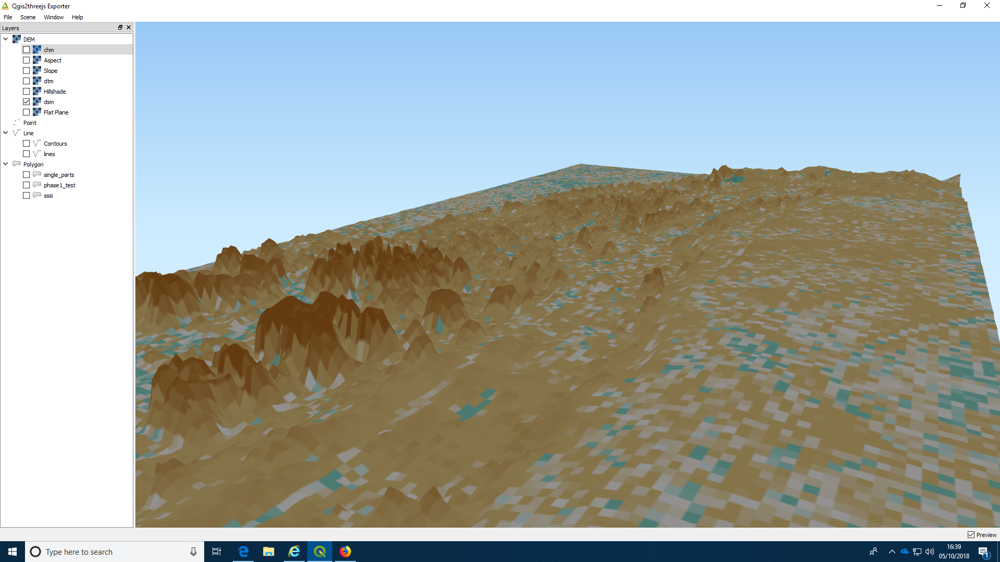 Qgis2threejs Exporter
File Scene Window Help
Layers
DEM
chm
Aspect
Slope
dtm
Hillshade
dsm
Flat Plane
Point
Line
Contours
lines
Polygon
single_parts
phase1_test
sssi
Preview
Type here to search
16:39
05/10/2018
1